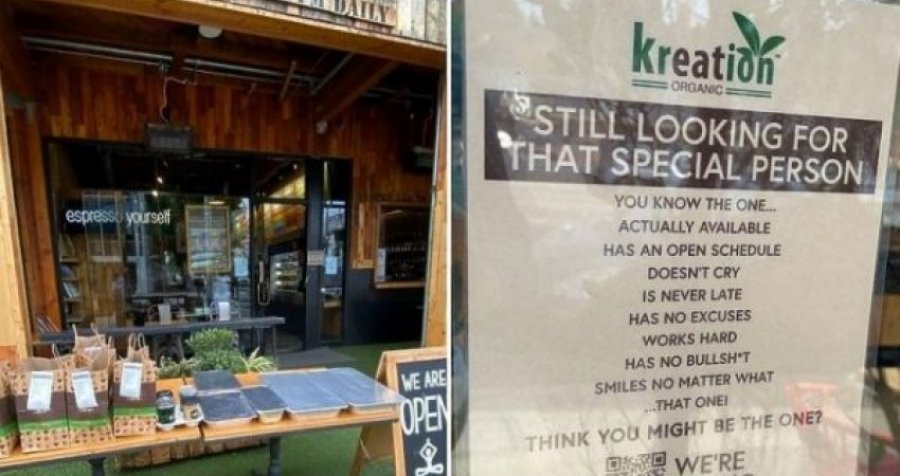 DAILY
espresso yourself
WE ARE
OPEN
kreation
ORGANIC
STILL LOOKING FOR
THAT SPECIAL PERSON
YOU KNOW THE ONE...
ACTUALLY AVAILABLE
HAS AN OPEN SCHEDULE
DOESN'T CRY
IS NEVER LATE
HAS NO EXCUSES
WORKS HARD
HAS NO BULLSH*T
SMILES NO MATTER WHAT
...THAT ONE!
THINK YOU MIGHT BE THE ONE?
WE'RE